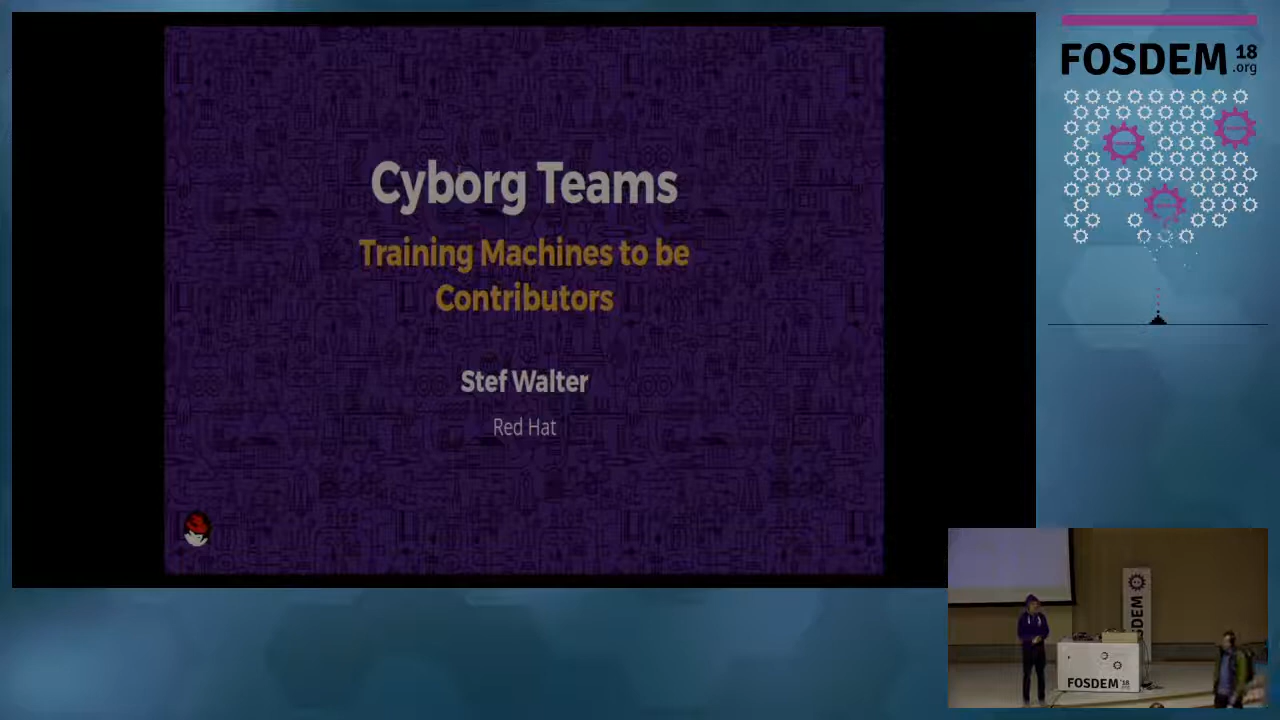 Cyborg Teams
Training Machines to be
Contributors
Stef Walter
Red Hat
FOSDEM 18
.org
FOSDEM
FOSDEM'18